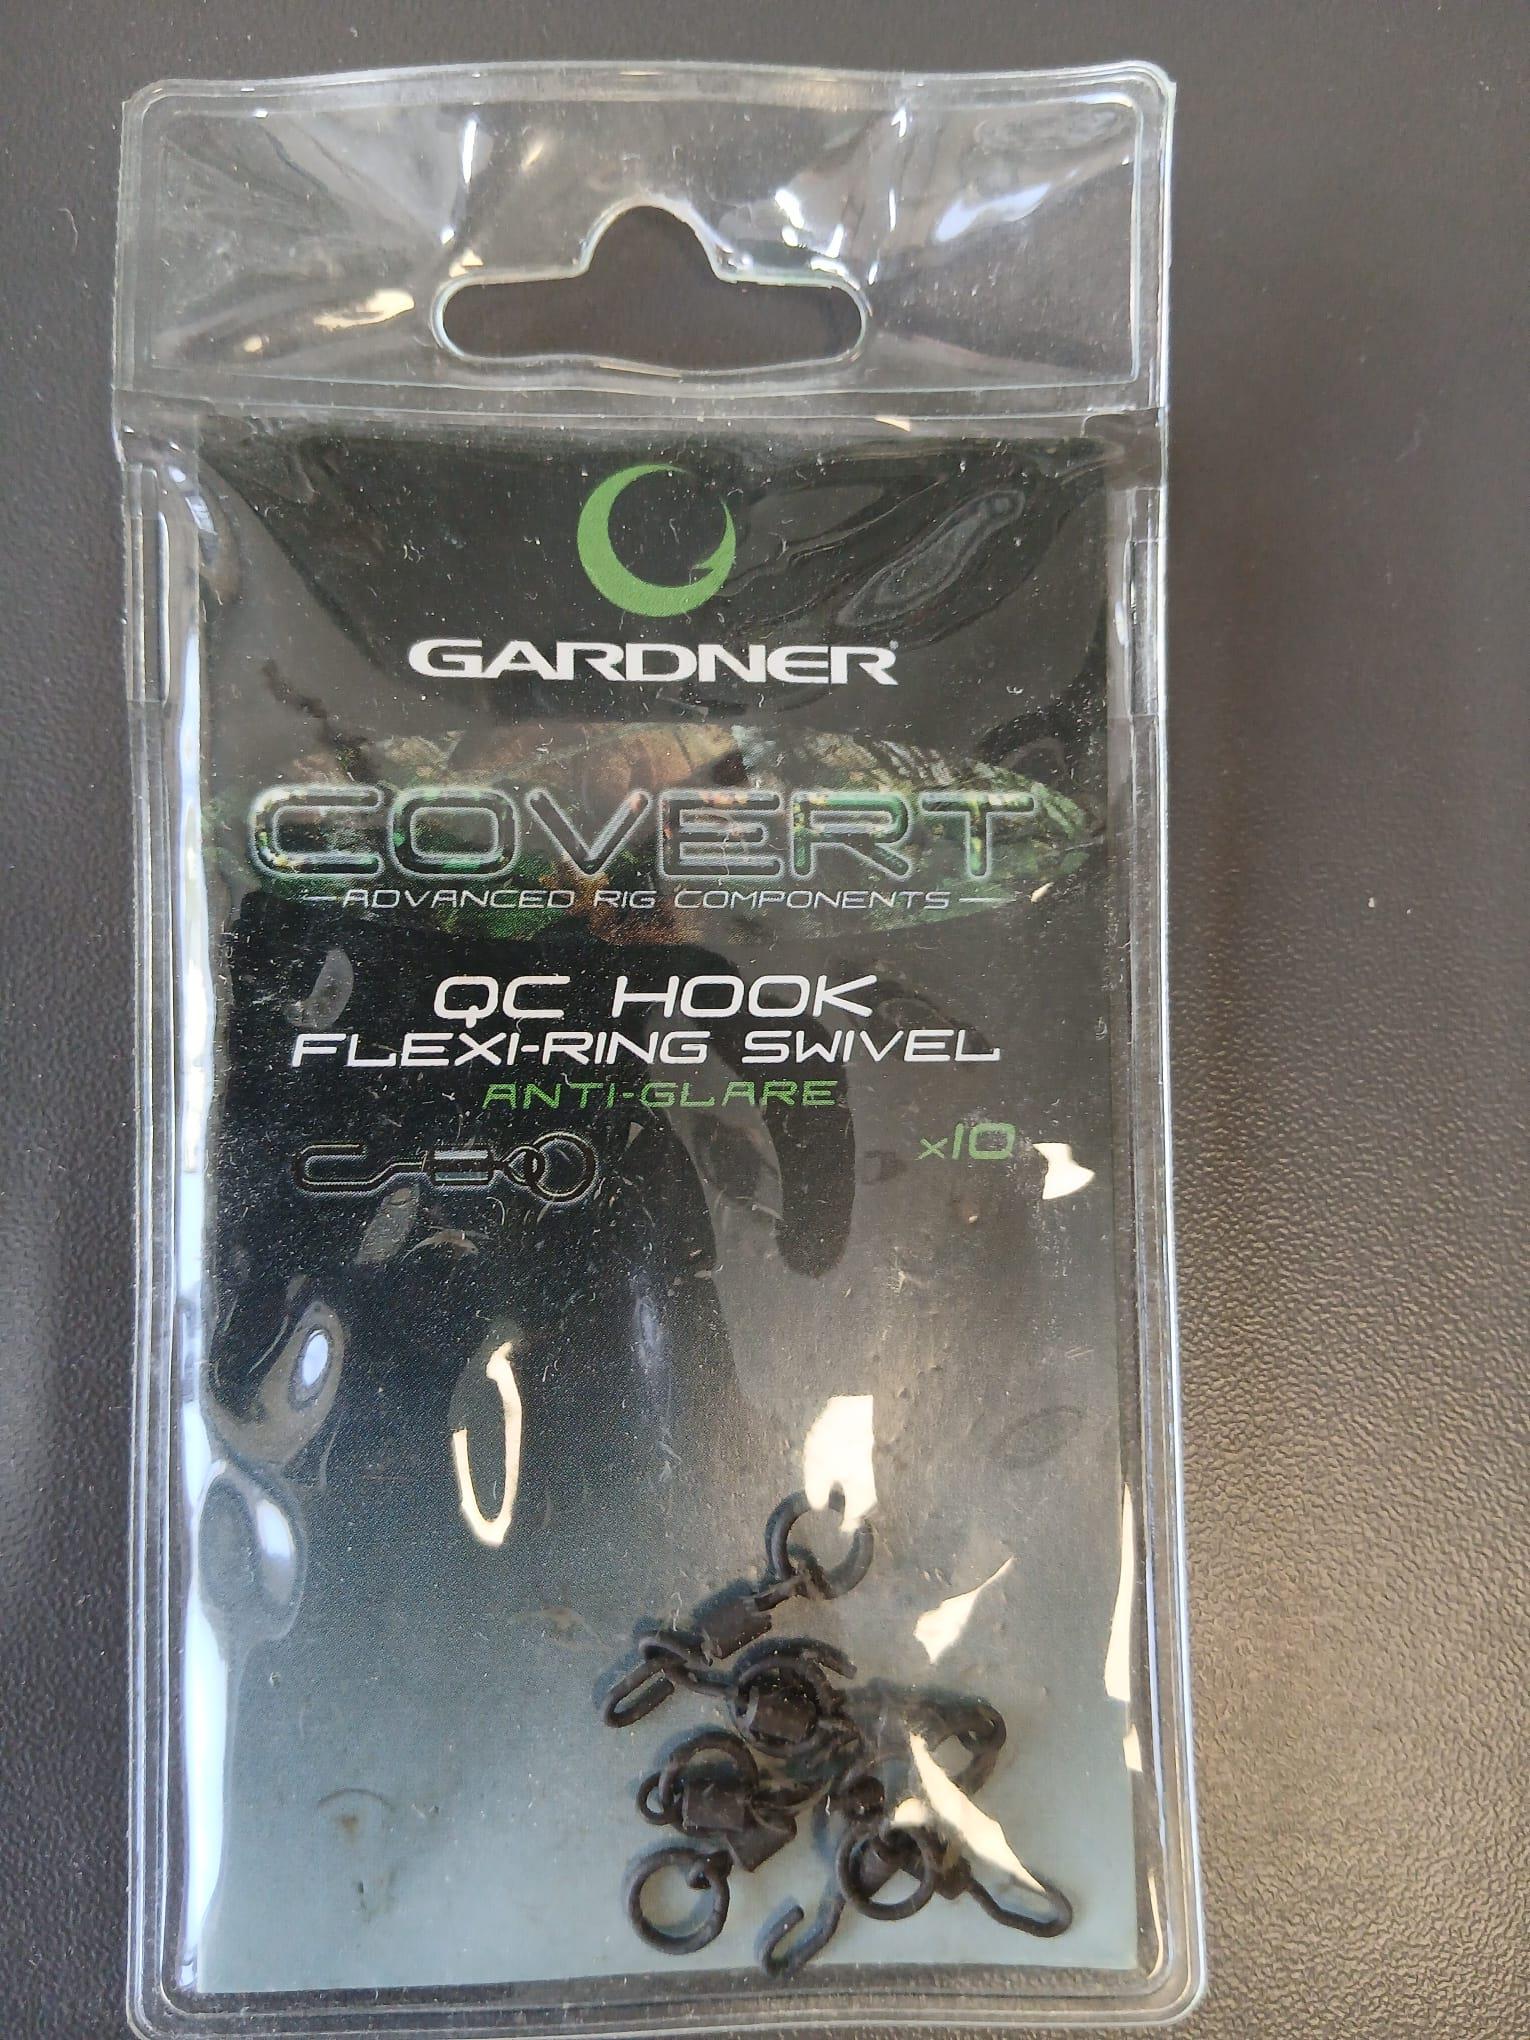 GARDNER®
COVERT
—ADVANCED RIG COMPONENTS—
QC HOOK
FLEXI-RING SWIVEL
ANTI-GLARE
x10